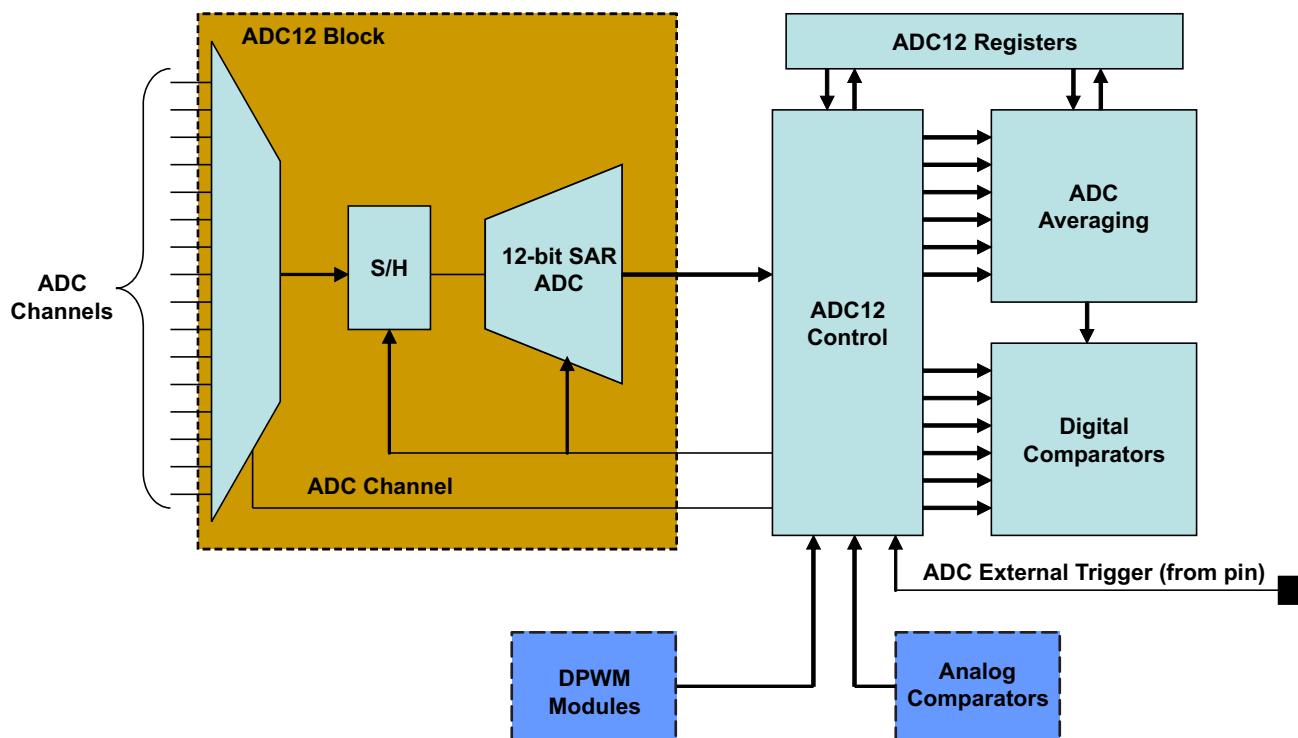 ADC12 Block
ADC12 Registers
ADC
Channels
S/H
12-bit SAR
ADC
ADC12
Control
ADC
Averaging
Digital
Comparators
ADC Channel
ADC External Trigger (from pin)
DPWM
Modules
Analog
Comparators